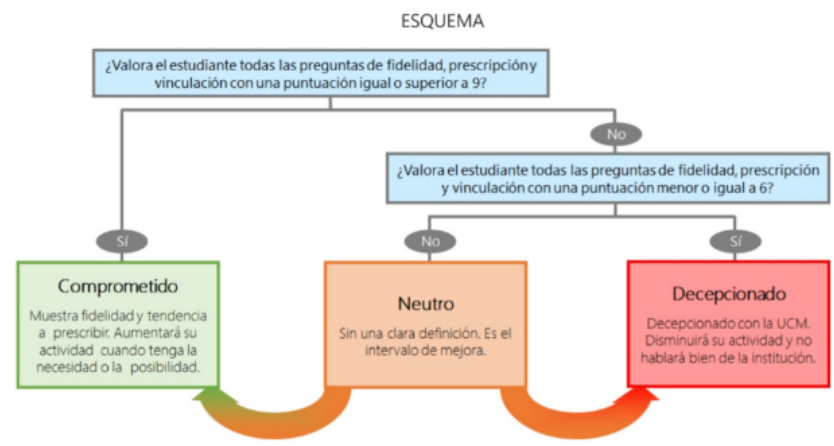 ESQUEMA
¿Valora el estudiante todas las preguntas de fidelidad, prescripción y
vinculación con una puntuación igual o superior a 9?
No
¿Valora el estudiante todas las preguntas de fidelidad, prescripción
y vinculación con una puntuación menor o igual a 6?
Sí
No
Sí
Comprometido
Muestra fidelidad y tendencia
a prescribir. Aumentará su
actividad cuando tenga la
necesidad o la posibilidad.
Neutro
Sin una clara definición. Es el
intervalo de mejora.
Decepcionado
Decepcionado con la UCM.
Disminuirá su actividad y no
hablará bien de la institución.